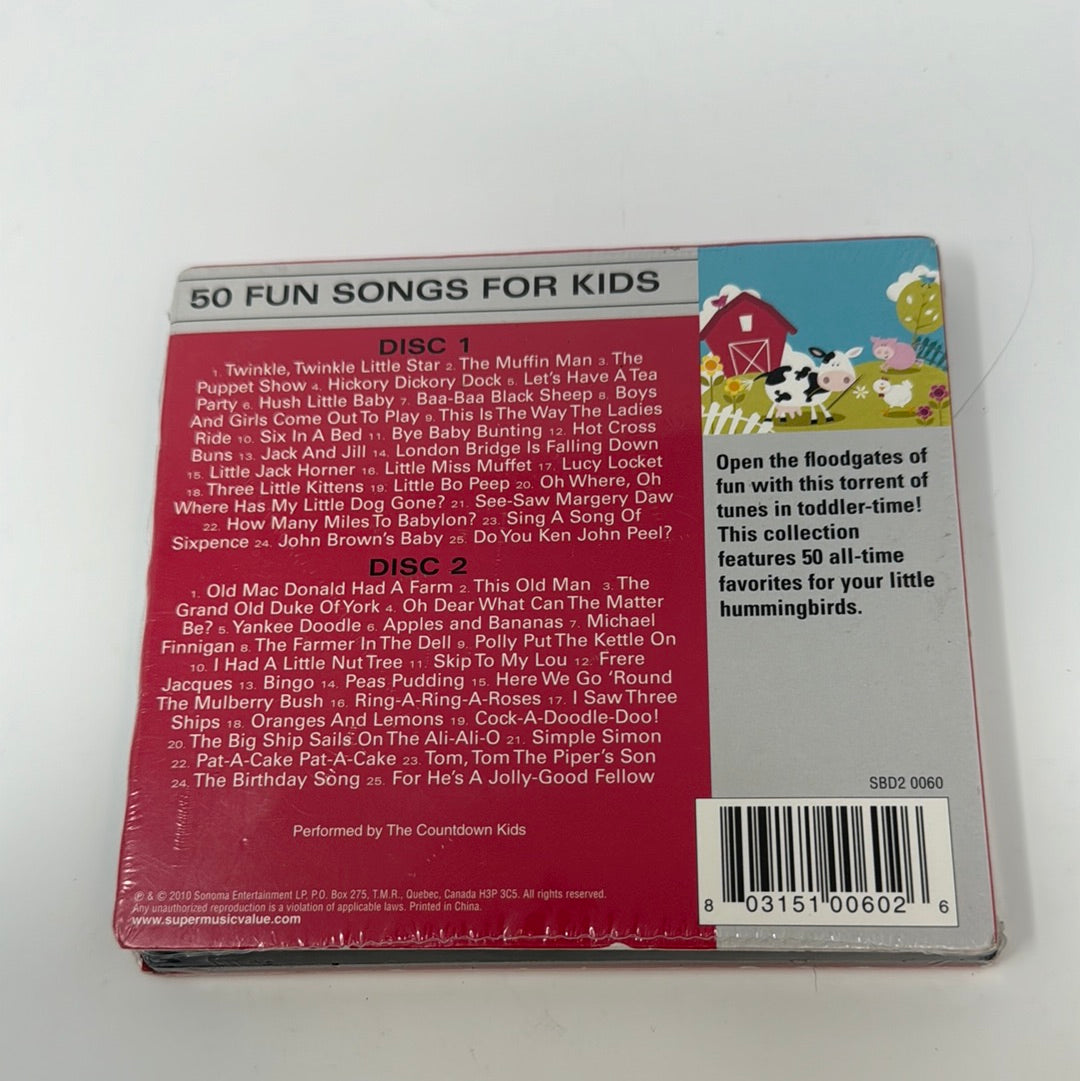 50 FUN SONGS FOR KIDS
DISC 1
1. Twinkle, Twinkle Little Star 2. The Muffin Man 3. The
Puppet Show 4. Hickory Dickory Dock 5. Let's Have A Tea
Party 6. Hush Little Baby 7. Baa-Baa Black Sheep 8. Boys
And Girls Come Out To Play 9. This Is The Way The Ladies
Ride 10. Six In A Bed 11. Bye Baby Bunting 12. Hot Cross
Buns 13. Jack And Jill 14. London Bridge Is Falling Down
15. Little Jack Horner 16. Little Miss Muffet 17. Lucy Locket
18. Three Little Kittens 19. Little Bo Peep 20. Oh Where, Oh
Where Has My Little Dog Gone? 21. See-Saw Margery Daw
22. How Many Miles To Babylon? 23. Sing A Song Of
Sixpence 24. John Brown's Baby 25. Do You Ken John Peel?
DISC 2
1. Old Mac Donald Had A Farm 2. This Old Man 3. The
Grand Old Duke Of York 4. Oh Dear What Can The Matter
Be? 5. Yankee Doodle 6. Apples and Bananas 7. Michael
Finnigan 8. The Farmer In The Dell 9. Polly Put The Kettle On
10. I Had A Little Nut Tree 11. Skip To My Lou 12. Frere
Jacques 13. Bingo 14. Peas Pudding 15. Here We Go 'Round
The Mulberry Bush 16. Ring-A-Ring-A-Roses 17. I Saw Three
Ships 18. Oranges And Lemons 19. Cock-A-Doodle-Doo!
20. The Big Ship Sails On The Ali-Ali-O 21. Simple Simon
22. Pat-A-Cake Pat-A-Cake 23. Tom, Tom The Piper's Son
24. The Birthday Song 25. For He's A Jolly-Good Fellow
Performed by The Countdown Kids
℗ & © 2010 Sonoma Entertainment LP, P.O. Box 275, T.M.R., Quebec, Canada H3P 3C5. All rights reserved.
Any unauthorized reproduction is a violation of applicable laws. Printed in China.
www.supermusicvalue.com
Open the floodgates of
fun with this torrent of
tunes in toddler-time!
This collection
features 50 all-time
favorites for your little
hummingbirds.
SBD2 0060
8 03151 00602 6